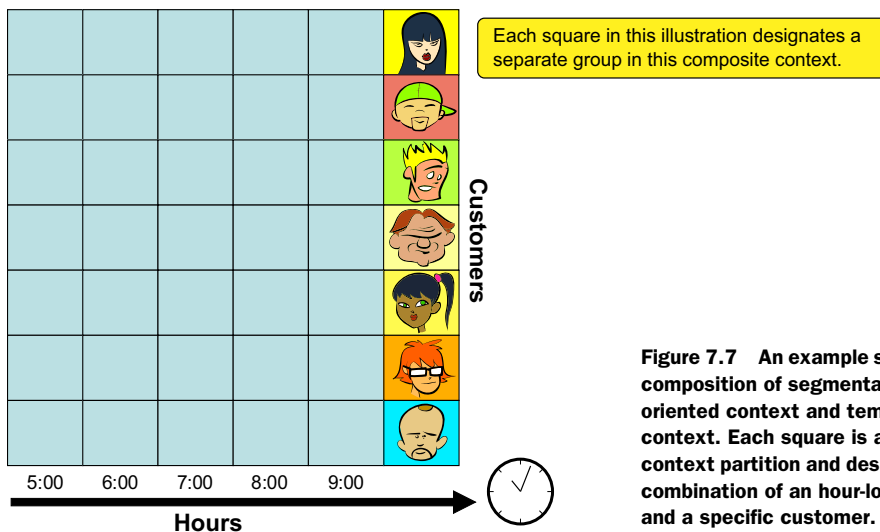 Each square in this illustration designates a
separate group in this composite context.
Customers
5:00 6:00 7:00 8:00 9:00
Hours
Figure 7.7 An example s
composition of segmenta
oriented context and tem
context. Each square is a
context partition and des
combination of an hour-lo
and a specific customer.